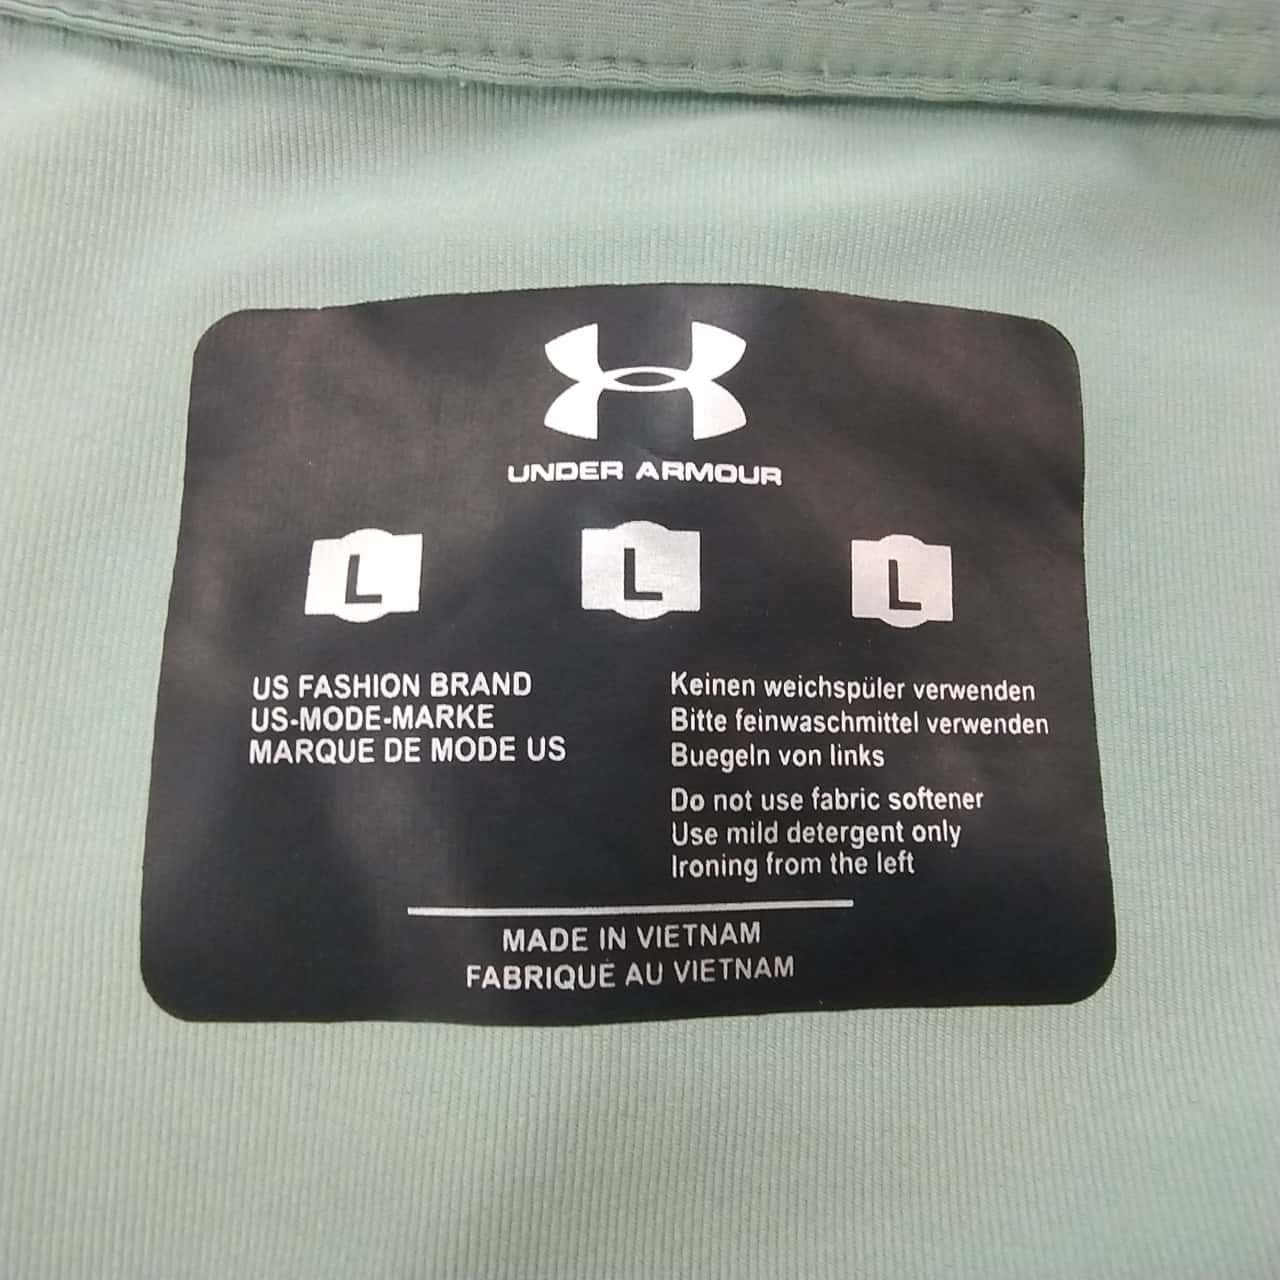 UNDER ARMOUR
L L L
US FASHION BRAND
US-MODE-MARKE
MARQUE DE MODE US
Keinen weichspüler verwenden
Bitte feinwaschmittel verwenden
Buegeln von links
Do not use fabric softener
Use mild detergent only
Ironing from the left
MADE IN VIETNAM
FABRIQUÉ AU VIETNAM